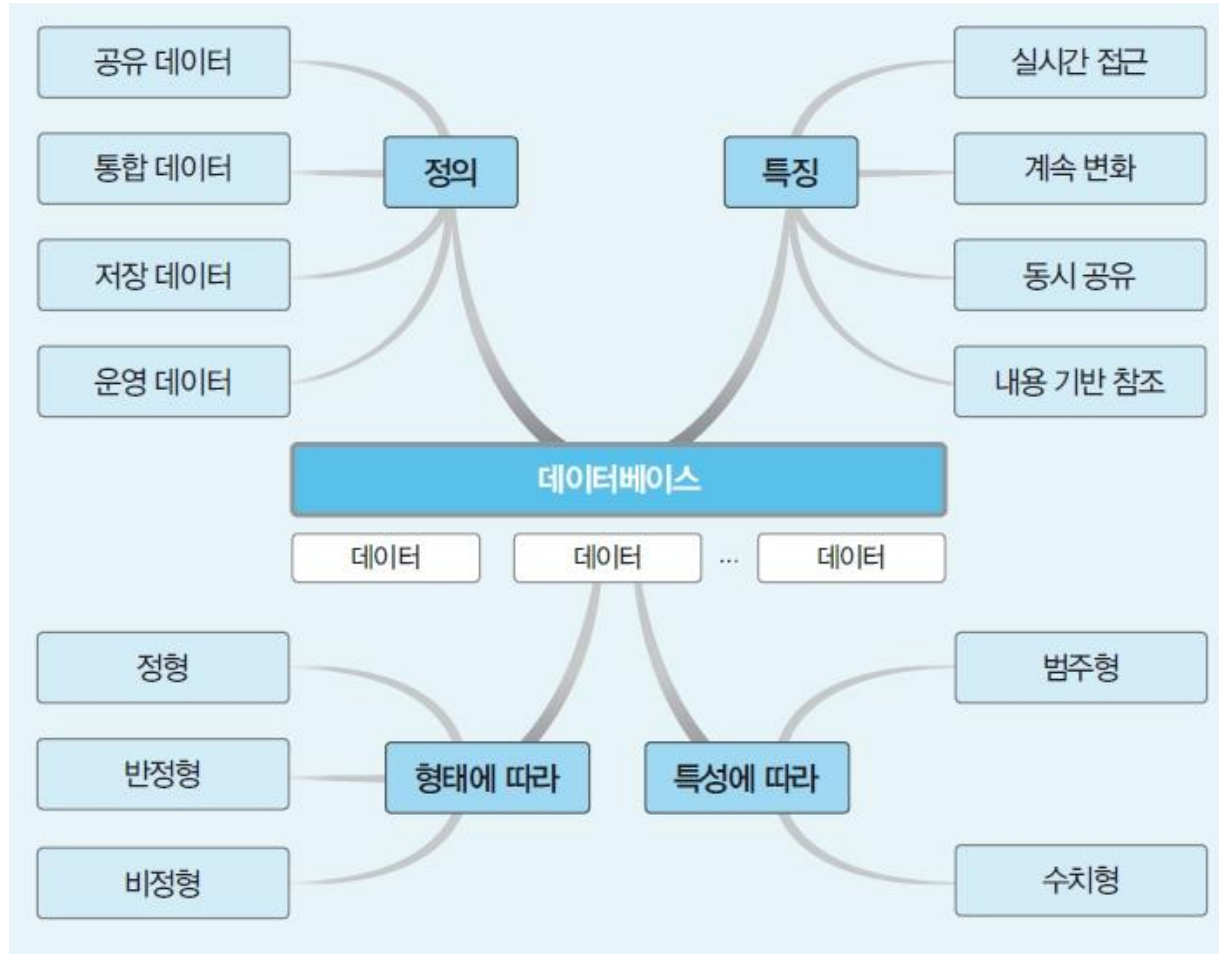 공유 데이터
통합 데이터
저장 데이터
운영 데이터
정의
특징
실시간 접근
계속 변화
동시 공유
내용 기반 참조
데이터베이스
데이터
데이터
...
데이터
정형
반정형
비정형
형태에 따라
특성에 따라
범주형
수치형